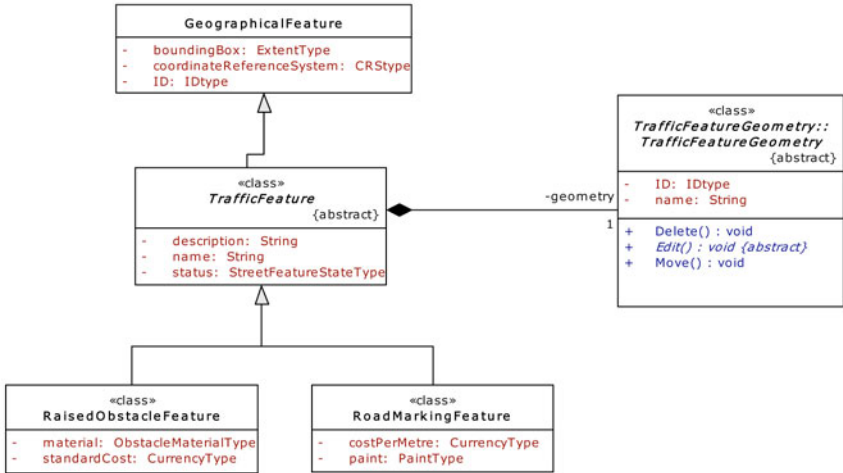 GeographicalFeature
- boundingBox: ExtentType
- coordinateReferenceSystem: CRStype
- ID: IDtype
«class»
TrafficFeatureGeometry::
TrafficFeatureGeometry
{abstract}
- ID: IDtype
- name: String
+ Delete() : void
+ Edit() : void {abstract}
+ Move() : void
«class»
TrafficFeature
{abstract}
- description: String
- name: String
- status: StreetFeatureStateType
-geometry
1
«class»
RaisedObstacleFeature
- material: ObstacleMaterialType
- standardCost: CurrencyType
«class»
RoadMarkingFeature
- costPerMetre: CurrencyType
- paint: PaintType